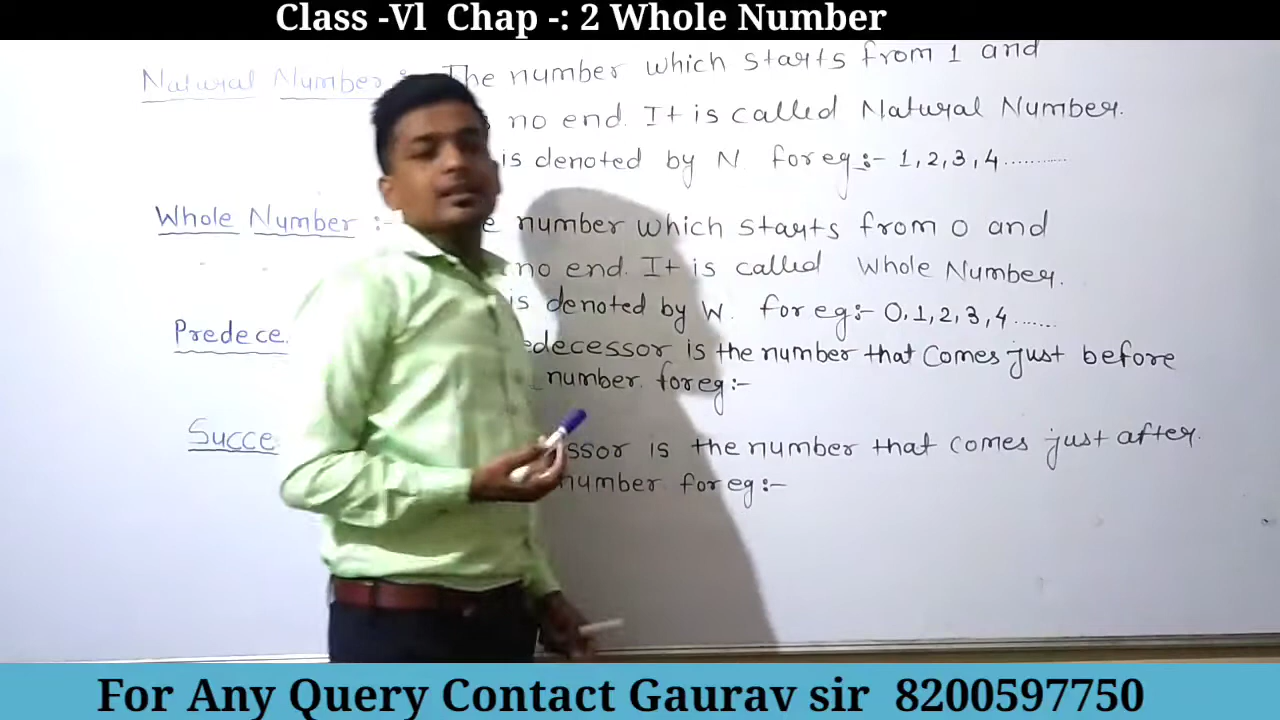 Class -Vl Chap -: 2 Whole Number
Natural Number :- The number which starts from 1 and
no end. It is called Natural Number.
is denoted by N. for eg :- 1, 2, 3, 4...........
Whole Number :- number which starts from 0 and
no end. It is called Whole Number.
is denoted by W. for eg :- 0, 1, 2, 3, 4.......
Predece decessor is the number that comes just before
number. for eg :-
Succe ssor is the number that comes just after
number. for eg :-
For Any Query Contact Gaurav sir 8200597750